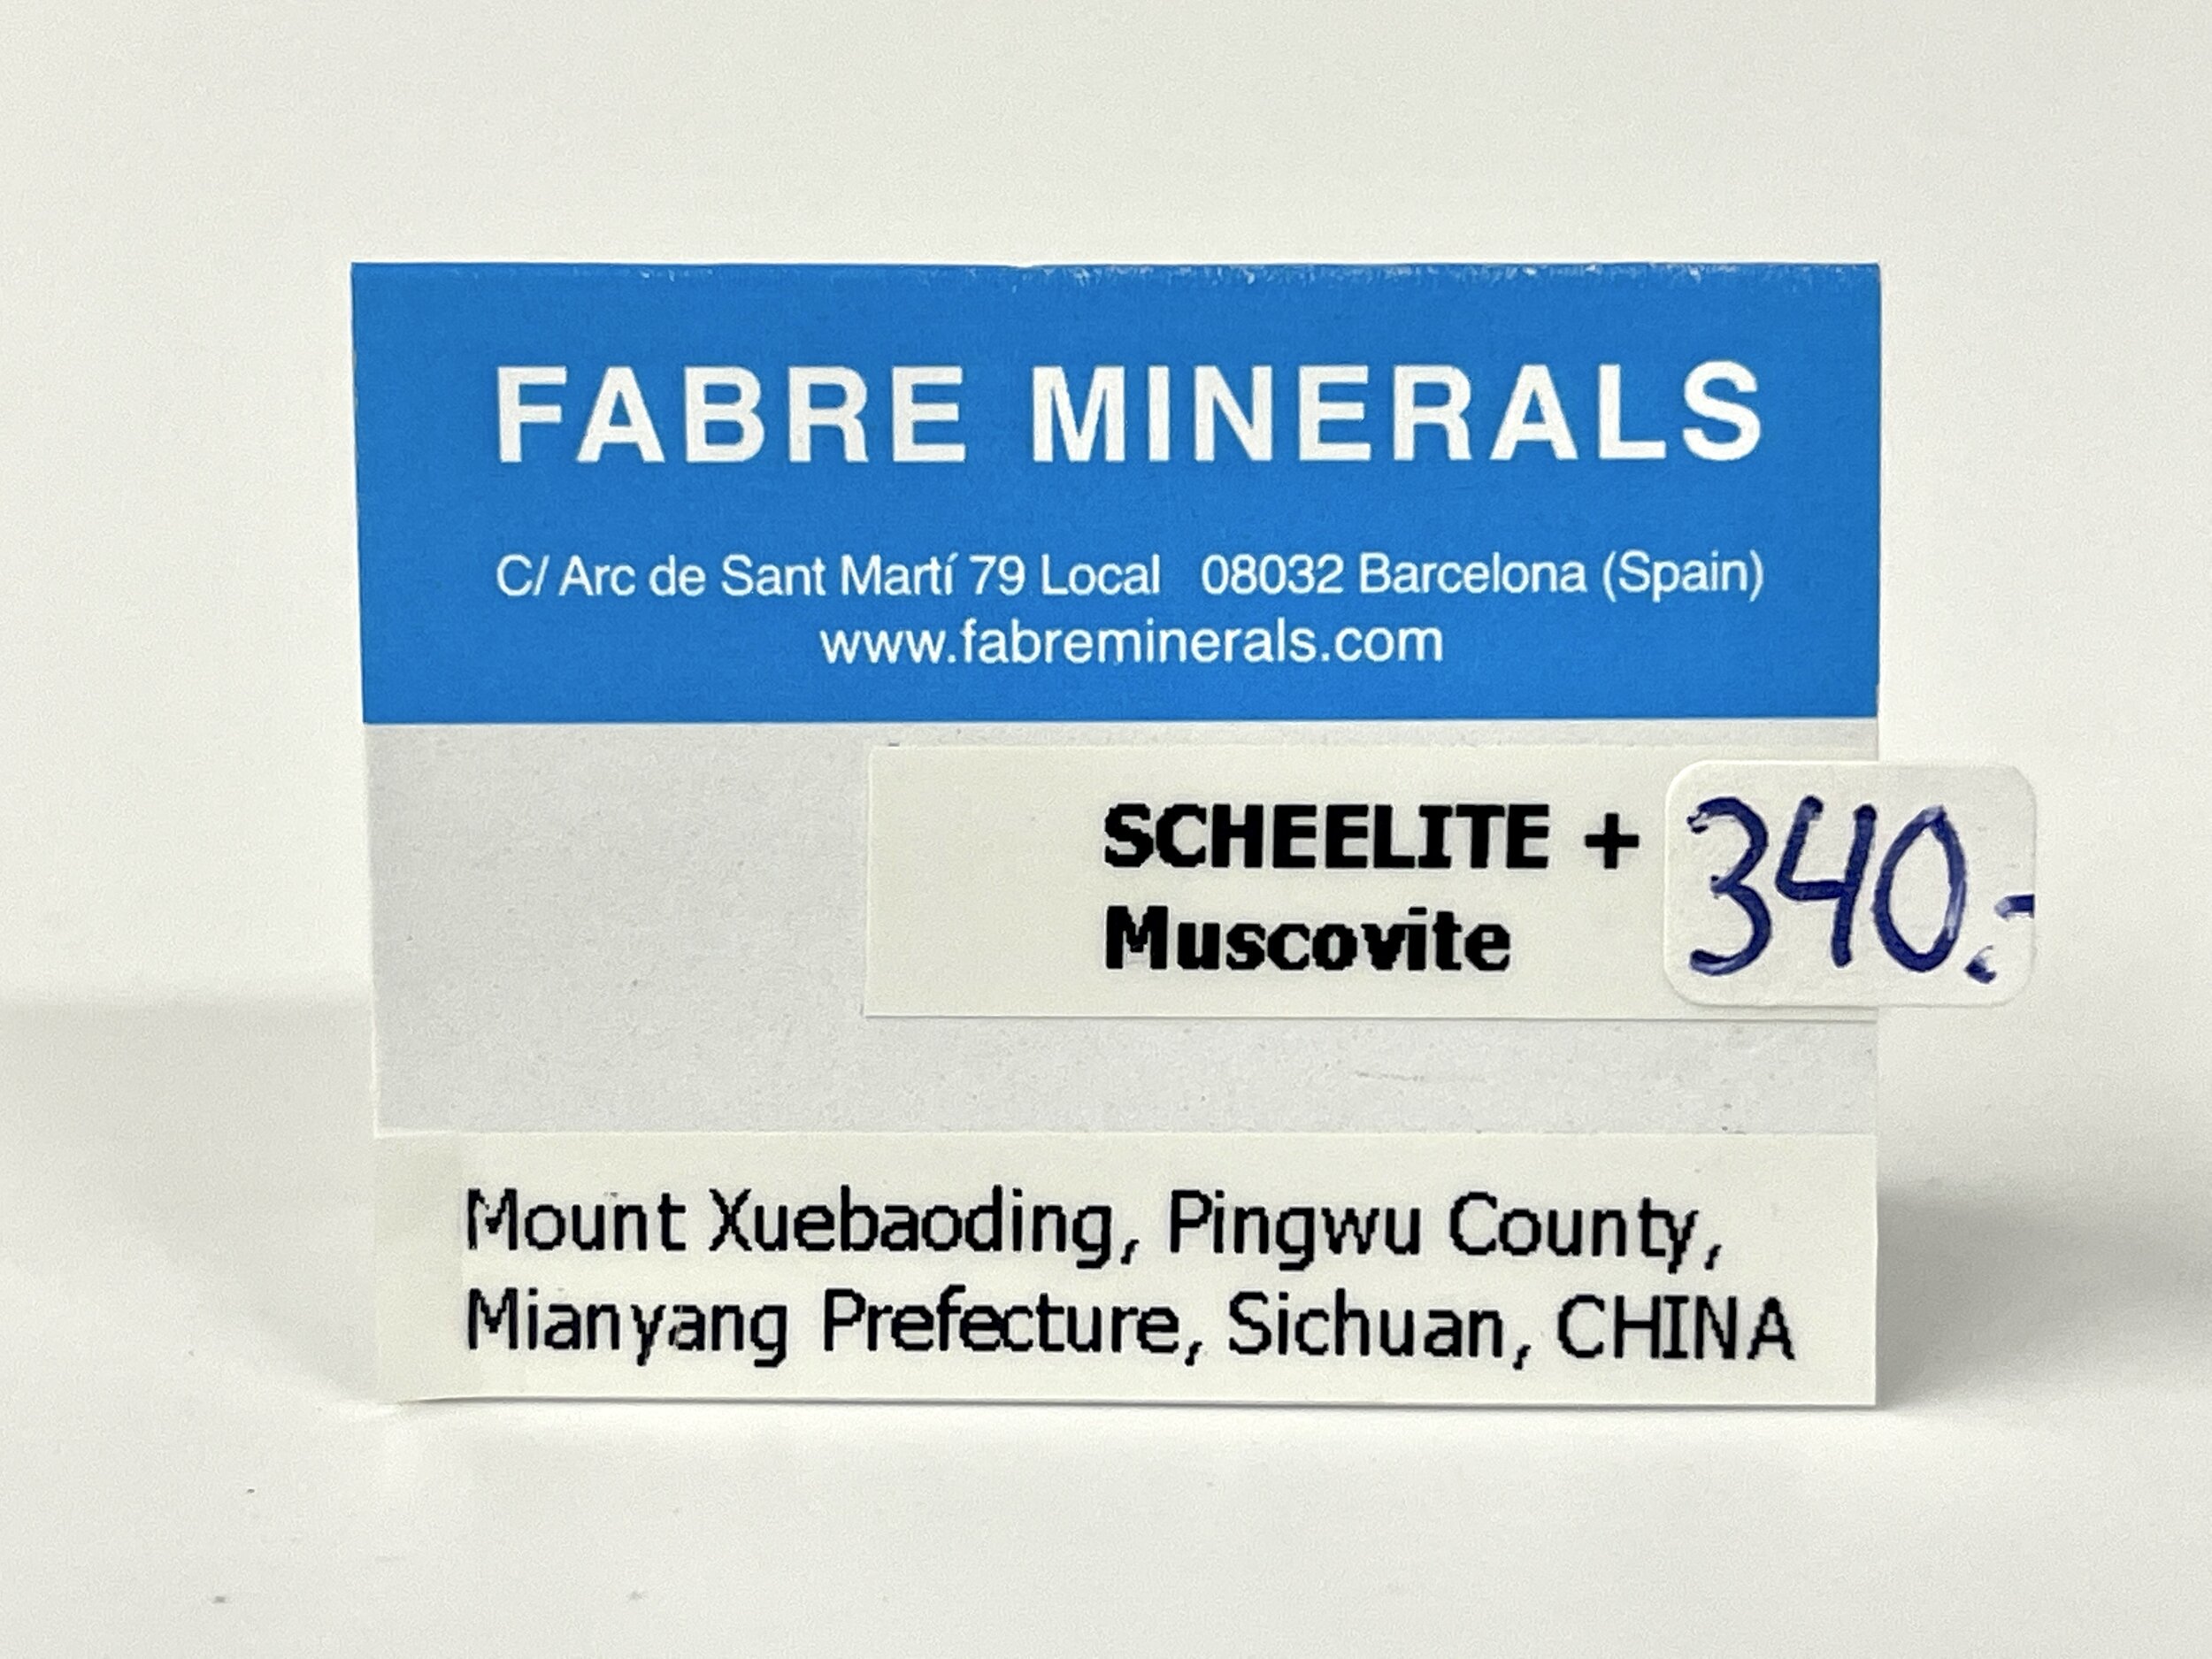 FABRE MINERALS
C/ Arc de Sant Martí 79 Local 08032 Barcelona (Spain)
www.fabreminerals.com
SCHEELITE +
Muscovite
340.-
Mount Xuebaoding, Pingwu County,
Mianyang Prefecture, Sichuan, CHINA